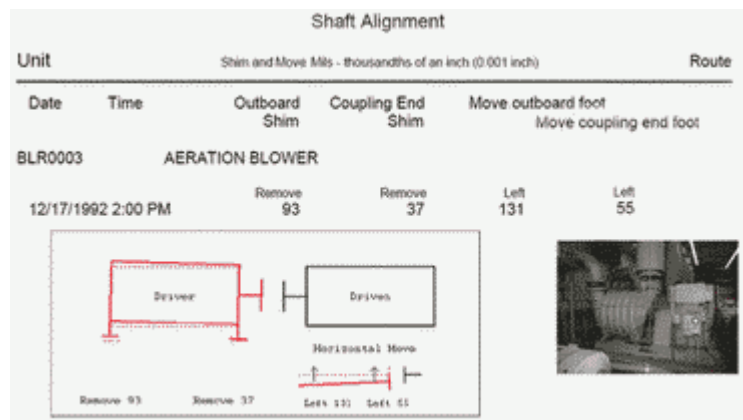 Shaft Alignment
Unit Shim and Move Mils - thousandths of an inch (0.001 inch) Route
Date Time Outboard Coupling End Move outboard foot
Shim Shim Move coupling end foot
BLR0003 AERATION BLOWER
Remove Remove Left Left
12/17/1992 2:00 PM 93 37 131 55
Driver Driven
Horizontal Move
Remove 93 Remove 37 Left 131 Left 55